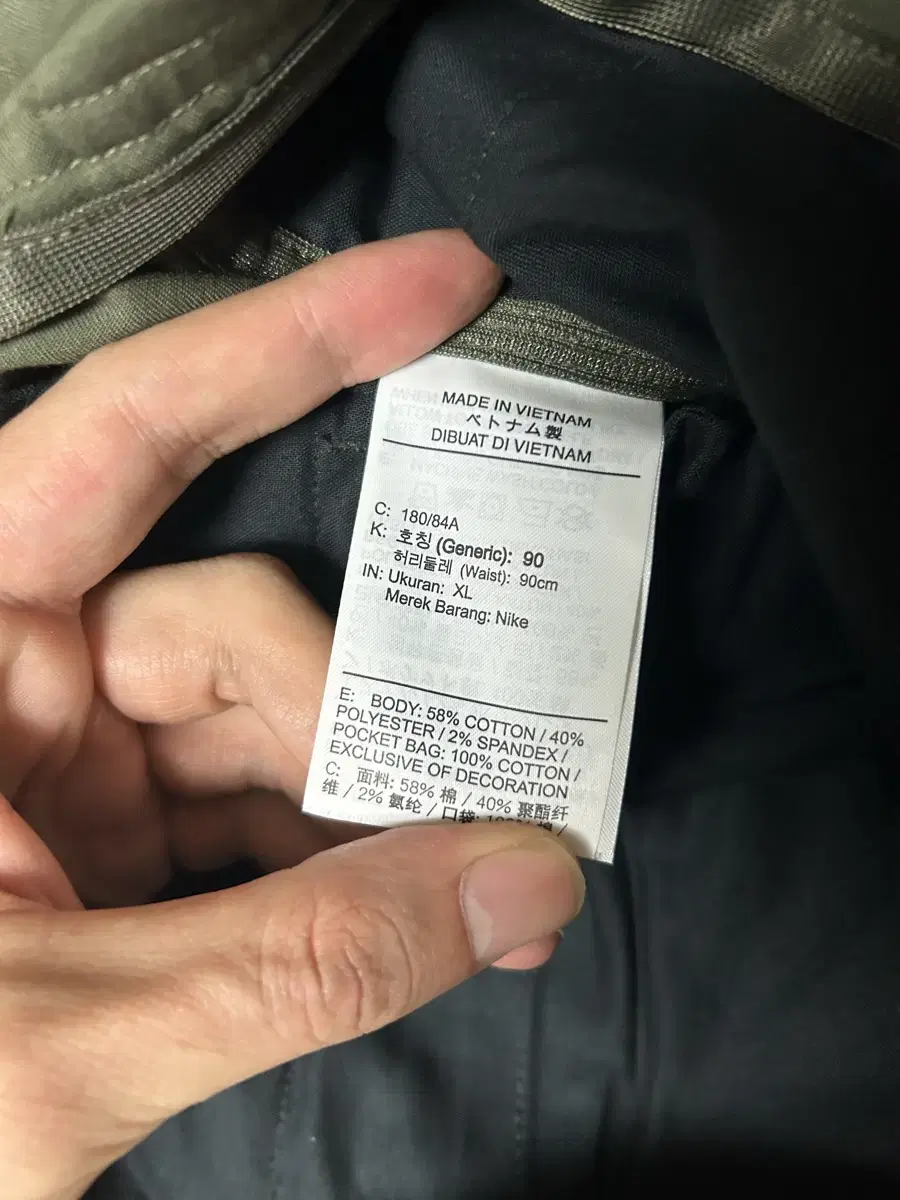 MADE IN VIETNAM
ベトナム製
DIBUAT DI VIETNAM
C: 180/84A
K: 호칭 (Generic): 90
허리둘레 (Waist): 90cm
IN: Ukuran: XL
Merek Barang: Nike
E: BODY: 58% COTTON / 40%
POLYESTER / 2% SPANDEX /
POCKET BAG: 100% COTTON /
EXCLUSIVE OF DECORATION
C: 面料: 58% 棉 / 40% 聚酯纤
维 / 2% 氨纶 / 口袋: